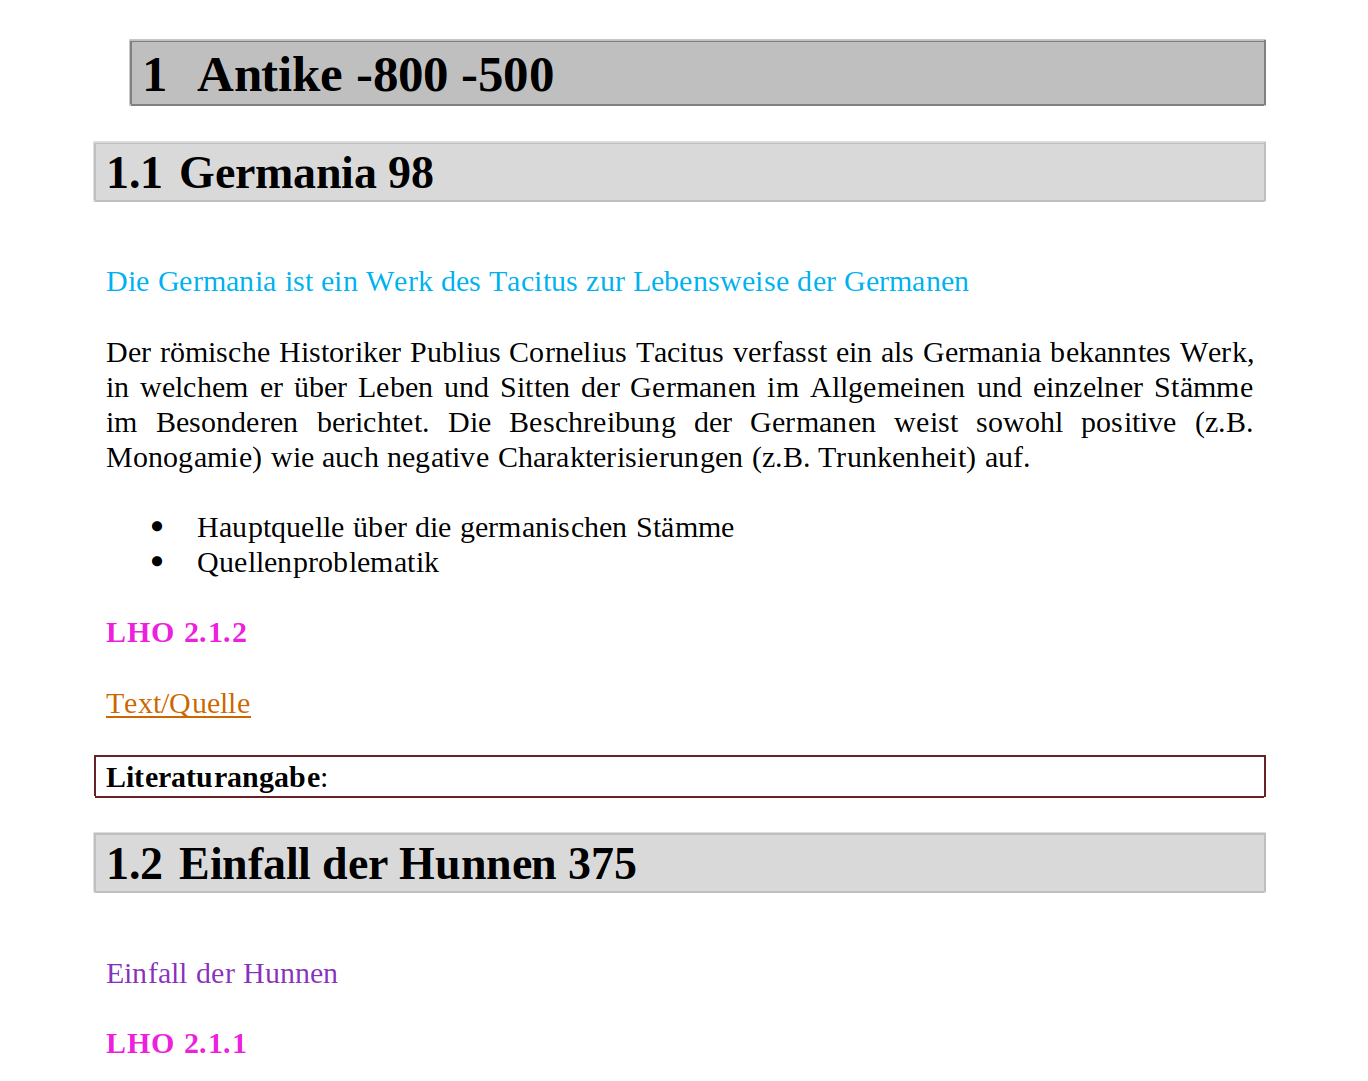 1 Antike -800 -500
1.1 Germania 98
Die Germania ist ein Werk des Tacitus zur Lebensweise der Germanen
Der römische Historiker Publius Cornelius Tacitus verfasst ein als Germania bekanntes Werk,
in welchem er über Leben und Sitten der Germanen im Allgemeinen und einzelner Stämme
im Besonderen berichtet. Die Beschreibung der Germanen weist sowohl positive (z.B.
Monogamie) wie auch negative Charakterisierungen (z.B. Trunkenheit) auf.
• Hauptquelle über die germanischen Stämme
• Quellenproblematik
LHO 2.1.2
Text/Quelle
Literaturangabe:
1.2 Einfall der Hunnen 375
Einfall der Hunnen
LHO 2.1.1